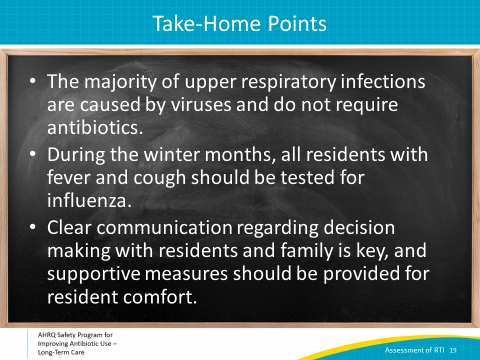 Take-Home Points
• The majority of upper respiratory infections
are caused by viruses and do not require
antibiotics.
• During the winter months, all residents with
fever and cough should be tested for
influenza.
• Clear communication regarding decision
making with residents and family is key, and
supportive measures should be provided for
resident comfort.
AHRQ Safety Program for
Improving Antibiotic Use –
Long-Term Care
Assessment of RTI 19